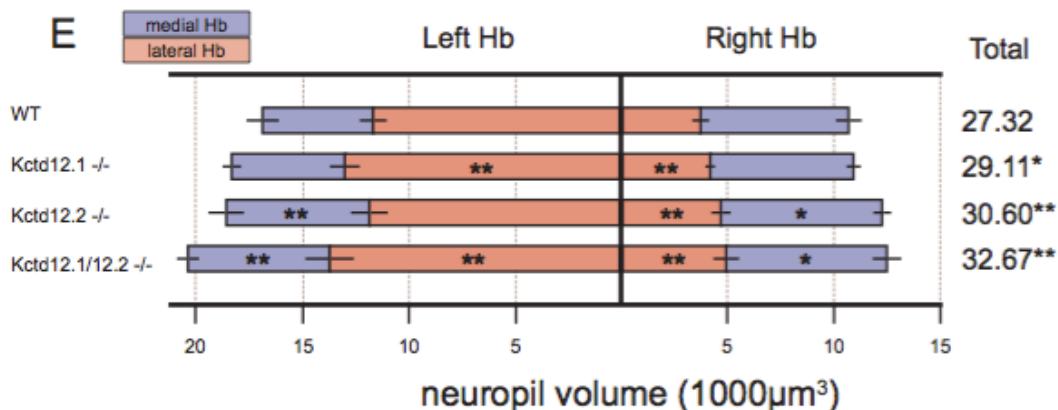 E
medial Hb
lateral Hb
Left Hb
Right Hb
Total
WT
27.32
Kctd12.1 -/-
**
**
29.11*
Kctd12.2 -/-
**
**
*
30.60**
Kctd12.1/12.2 -/-
**
**
**
*
32.67**
20
15
10
5
5
10
15
neuropil volume (1000µm³)